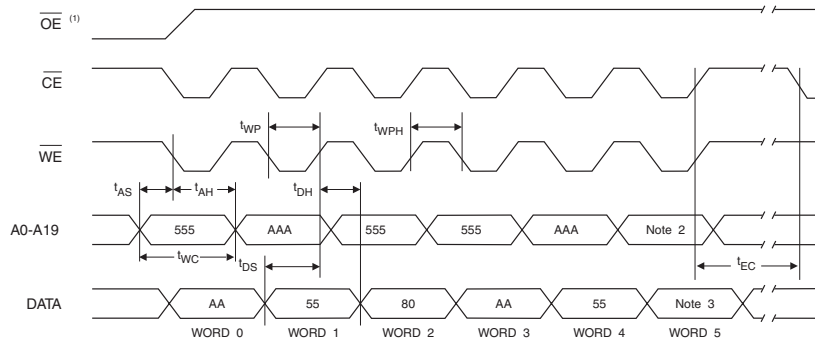 OE (1)
CE
tWP
tWPH
WE
tAS
tAH
tDH
A0-A19
555
AAA
555
555
AAA
Note 2
tWC
tDS
tEC
DATA
AA
55
80
AA
55
Note 3
WORD 0
WORD 1
WORD 2
WORD 3
WORD 4
WORD 5